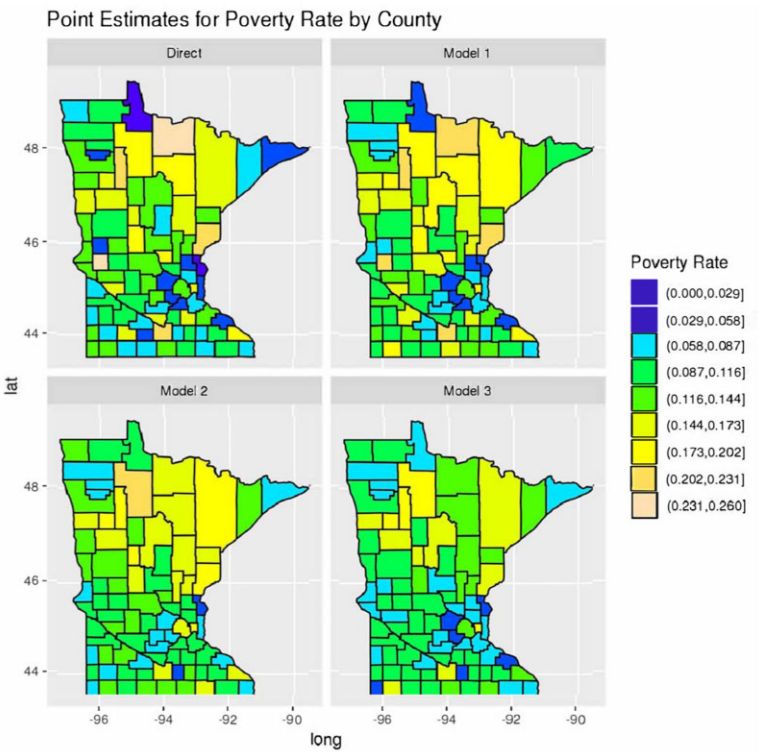 Point Estimates for Poverty Rate by County
Direct
Model 1
48
46
44
lat
Model 2
Model 3
48
46
44
-96
-94
-92
-90
-96
-94
-92
-90
long
Poverty Rate
(0.000,0.029]
(0.029,0.058]
(0.058,0.087]
(0.087,0.116]
(0.116,0.144]
(0.144,0.173]
(0.173,0.202]
(0.202,0.231]
(0.231,0.260]